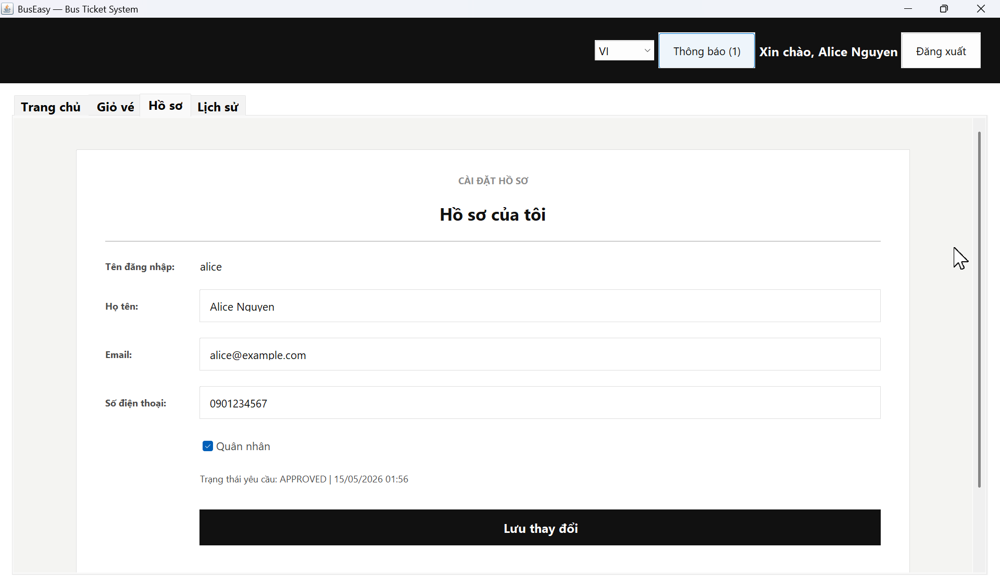 BusEasy — Bus Ticket System
VI
Thông báo (1)
Xin chào, Alice Nguyen
Đăng xuất
Trang chủ
Giỏ vé
Hồ sơ
Lịch sử
CÀI ĐẶT HỒ SƠ
Hồ sơ của tôi
Tên đăng nhập: alice
Họ tên: Alice Nguyen
Email: alice@example.com
Số điện thoại: 0901234567
Quân nhân
Trạng thái yêu cầu: APPROVED | 15/05/2026 01:56
Lưu thay đổi